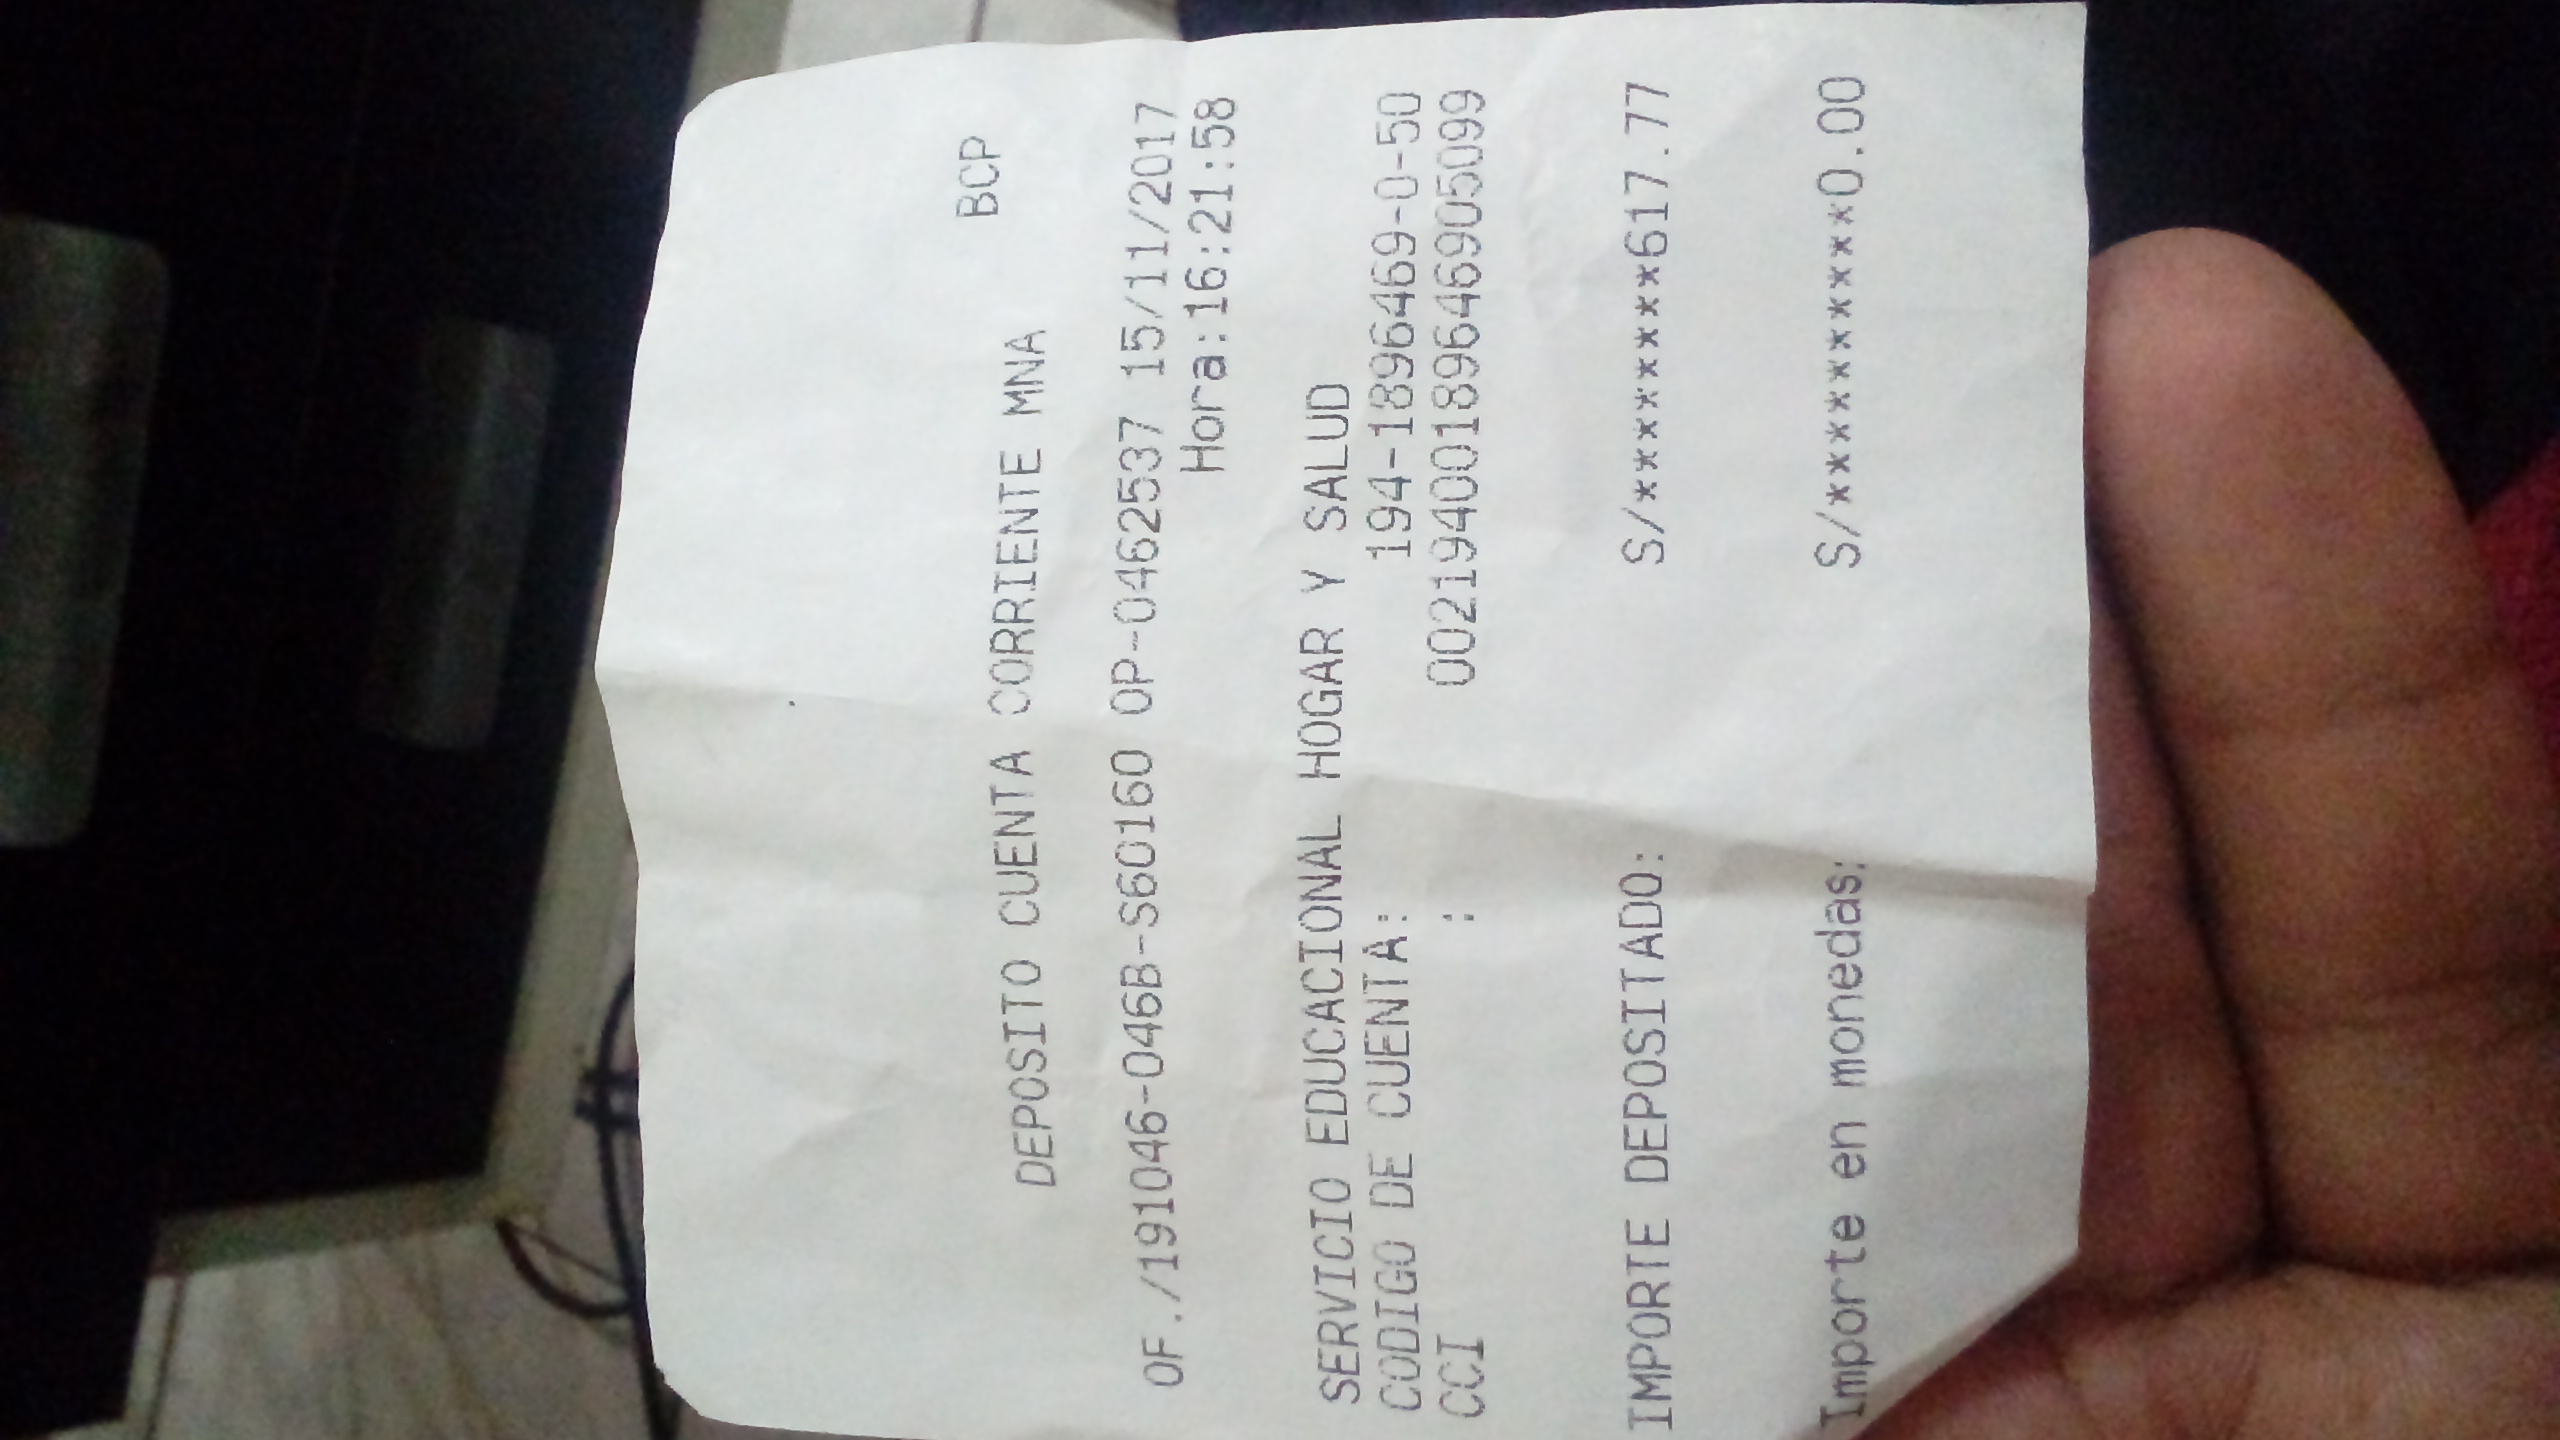 BCP
DEPOSITO CUENTA CORRIENTE MNA
OF./191046-046B-S60160 OP-0462537 15/11/2017
Hora:16:21:58
SERVICIO EDUCACIONAL HOGAR Y SALUD
CODIGO DE CUENTA: 194-1896469-0-50
CCI : 00219400189646905099
IMPORTE DEPOSITADO: S/********617.77
Importe en monedas: S/**********0.00